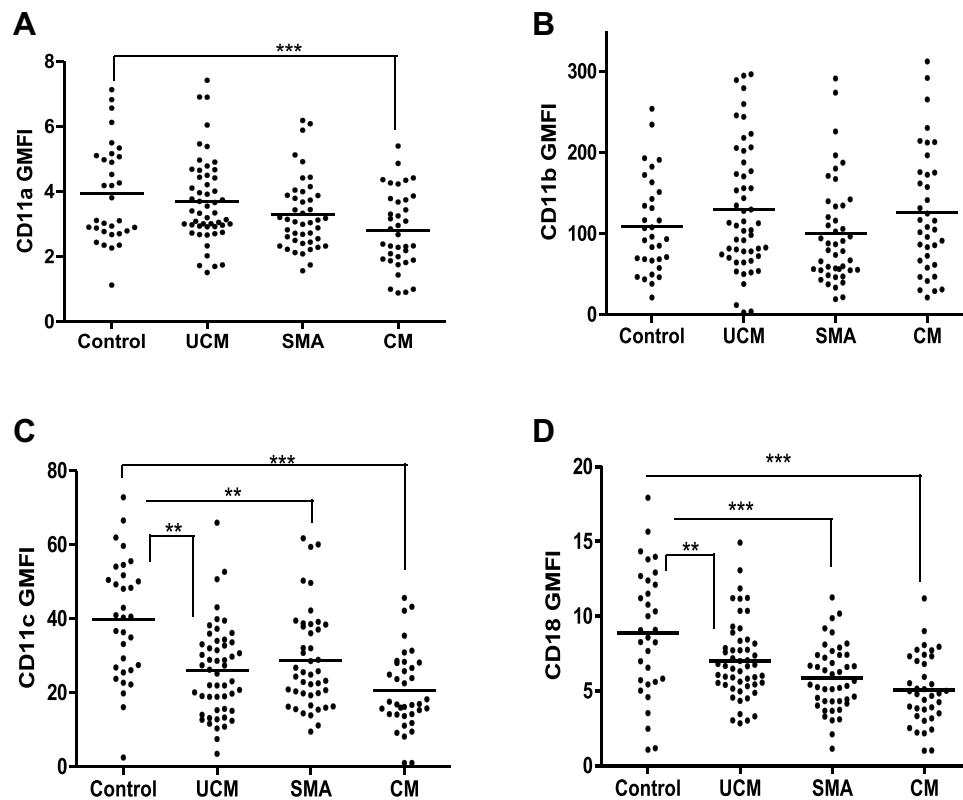 A
B
***
CD11a GMFI
8
6
4
2
0
Control UCM SMA CM
CD11b GMFI
300
200
100
0
Control UCM SMA CM
C
D
***
**
**
CD11c GMFI
80
60
40
20
0
Control UCM SMA CM
***
***
**
CD18 GMFI
20
15
10
5
0
Control UCM SMA CM